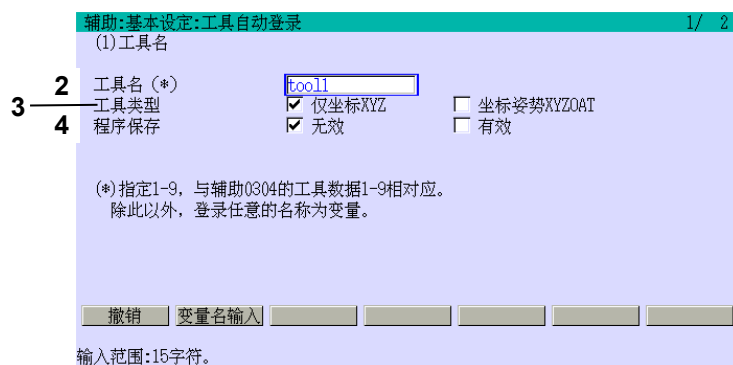 辅助:基本设定:工具自动登录 1/ 2
(1)工具名
2 工具名 (*) tool1
3 工具类型 仅坐标XYZ 坐标姿势XYZOAT
4 程序保存 无效 有效
(*)指定1-9, 与辅助0304的工具数据1-9相对应。
除此以外, 登录任意的名称为变量。
撤销 变量名输入
输入范围:15字符。